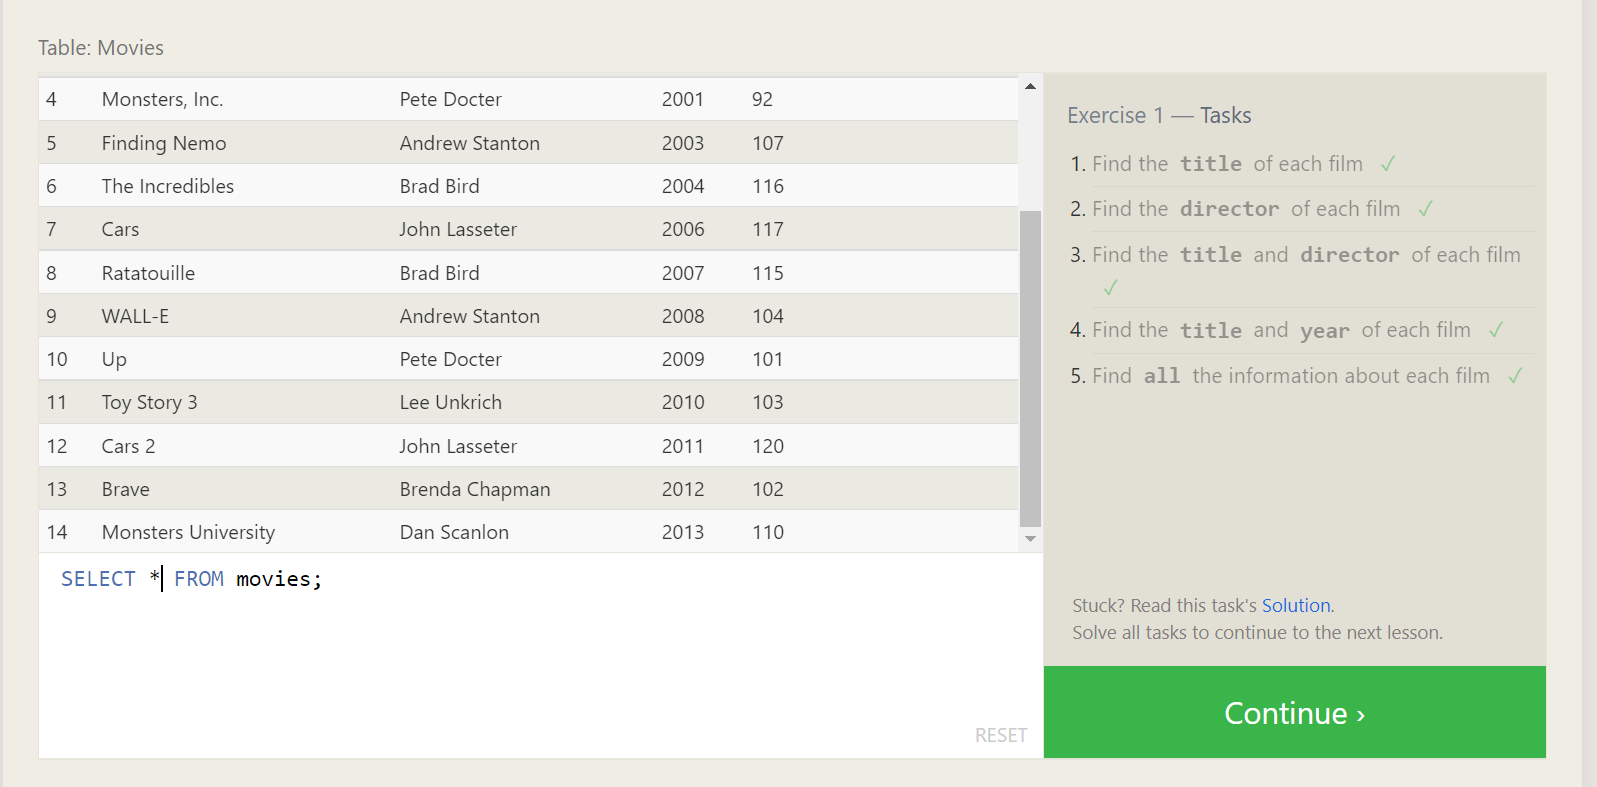 Table: Movies
4 Monsters, Inc. Pete Docter 2001 92
5 Finding Nemo Andrew Stanton 2003 107
6 The Incredibles Brad Bird 2004 116
7 Cars John Lasseter 2006 117
8 Ratatouille Brad Bird 2007 115
9 WALL-E Andrew Stanton 2008 104
10 Up Pete Docter 2009 101
11 Toy Story 3 Lee Unkrich 2010 103
12 Cars 2 John Lasseter 2011 120
13 Brave Brenda Chapman 2012 102
14 Monsters University Dan Scanlon 2013 110
SELECT * FROM movies;
RESET
Exercise 1 — Tasks
1. Find the title of each film ✓
2. Find the director of each film ✓
3. Find the title and director of each film
✓
4. Find the title and year of each film ✓
5. Find all the information about each film ✓
Stuck? Read this task's Solution.
Solve all tasks to continue to the next lesson.
Continue ›